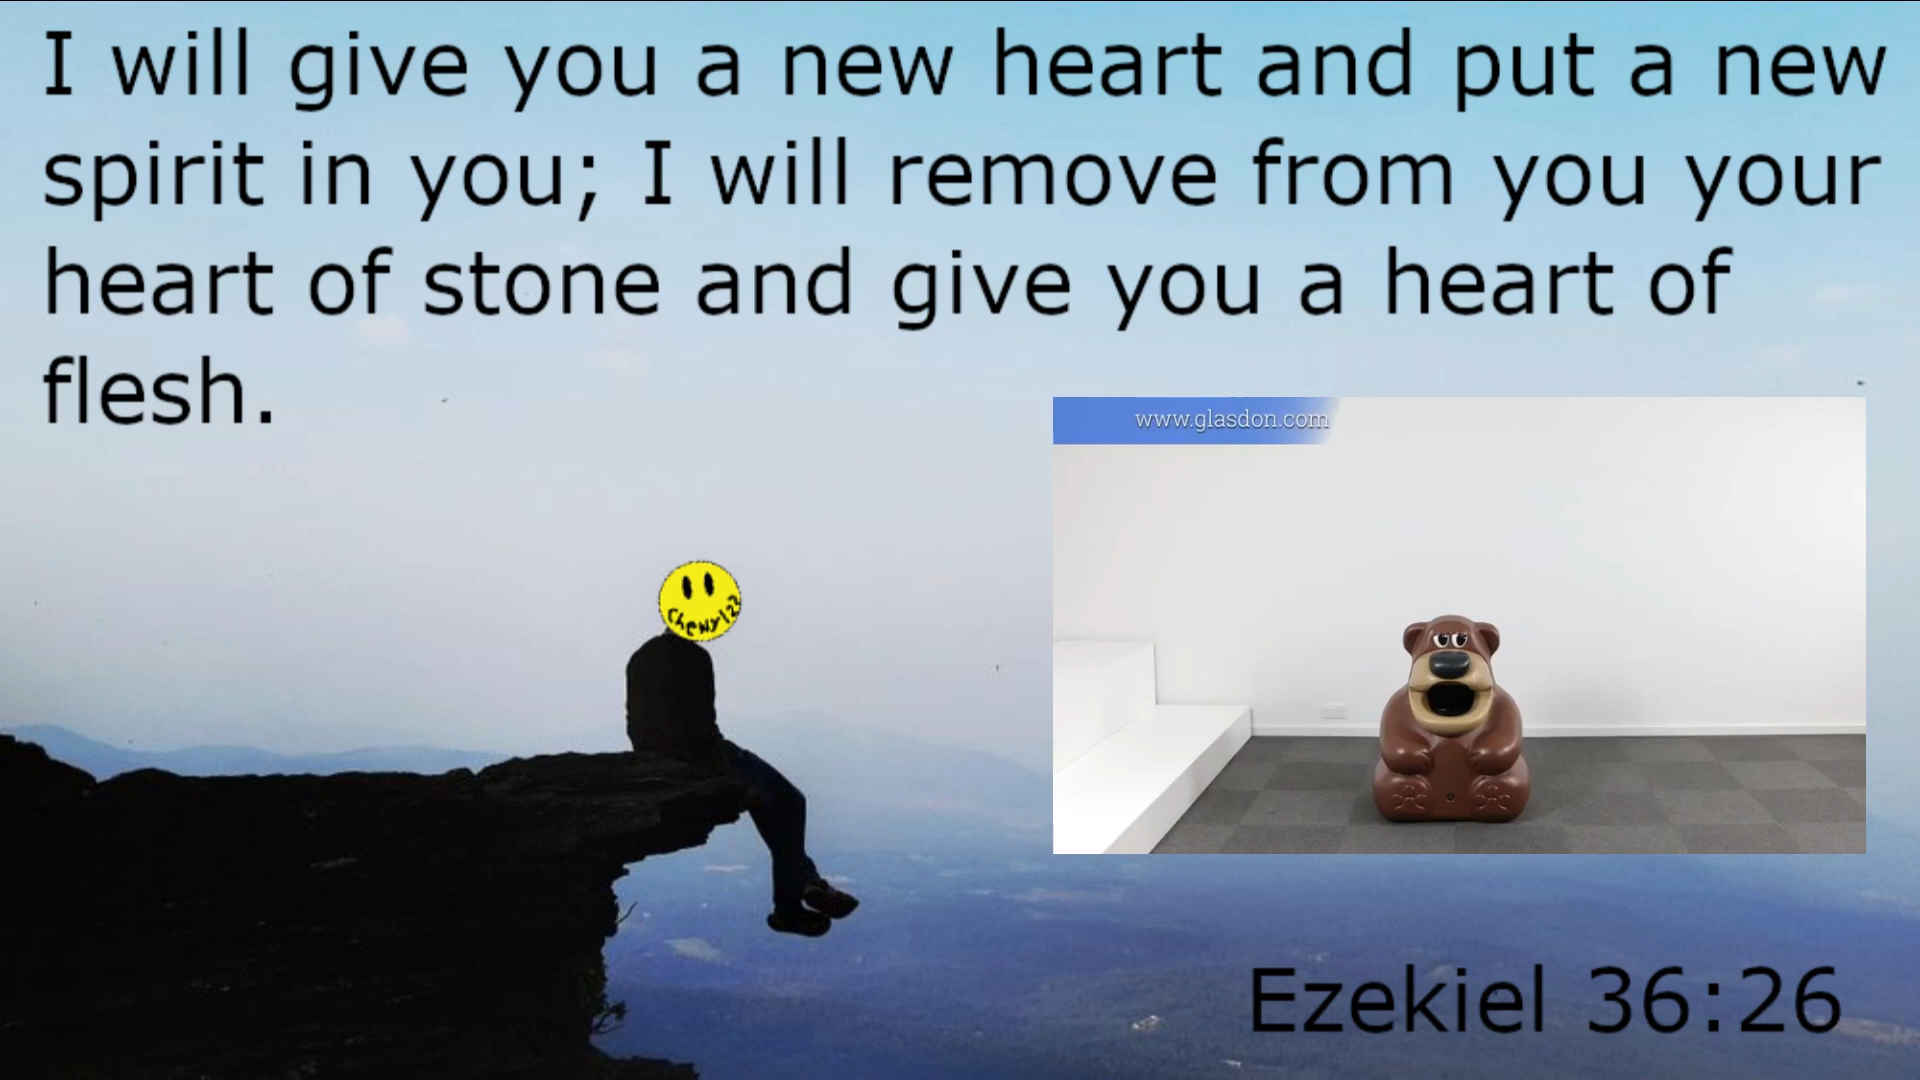 I will give you a new heart and put a new
spirit in you; I will remove from you your
heart of stone and give you a heart of
flesh.
www.glasdon.com
chewy122
Ezekiel 36:26